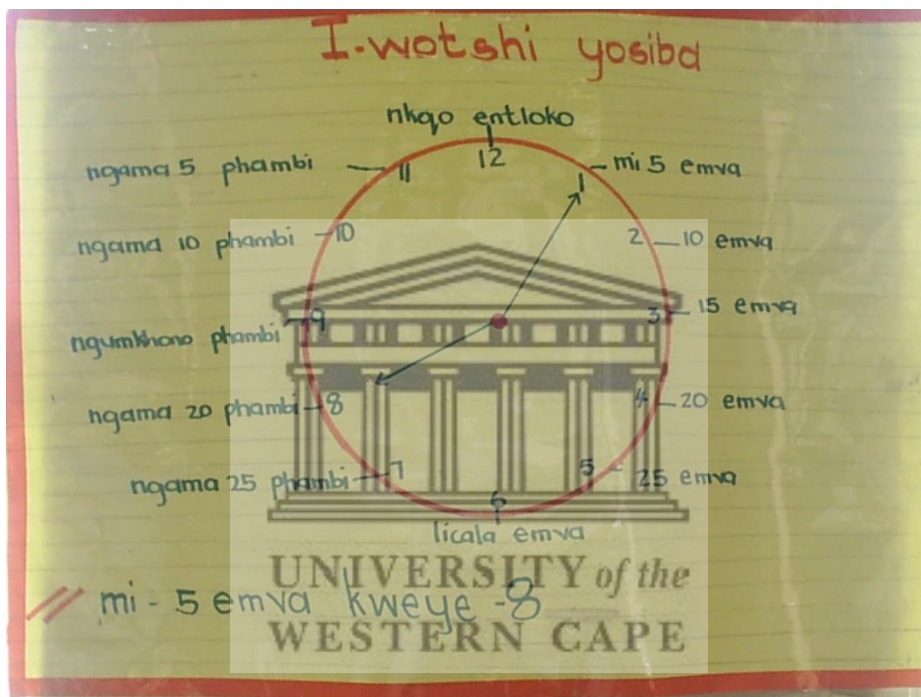 I.wotshi yosiba
nkqo entloko
12
ngama 5 phambi
11
1
mi 5 emva
ngama 10 phambi
10
2
10 emva
ngumkhono phambi
9
3
15 emva
ngama 20 phambi
8
4
20 emva
ngama 25 phambi
7
5
25 emva
6
licala emva
UNIVERSITY of the
mi - 5 emva kweye -8
WESTERN CAPE